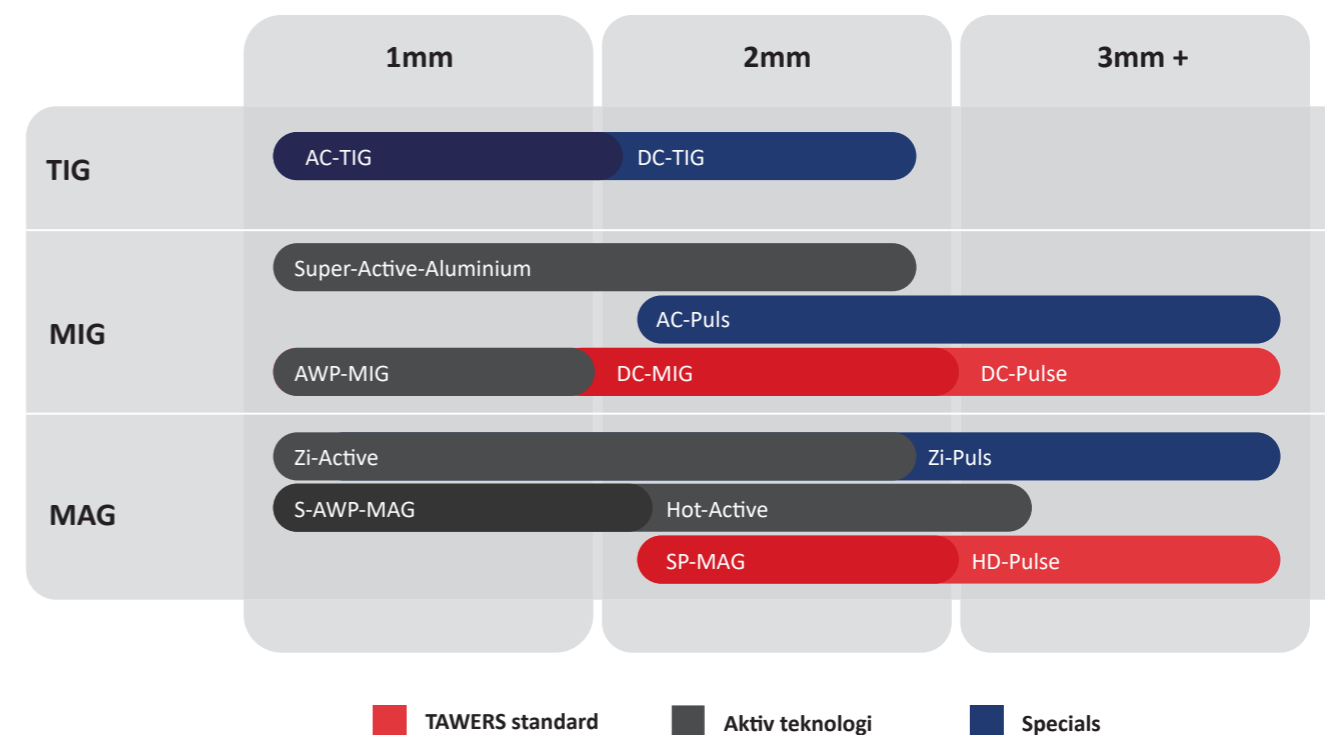 1mm 2mm 3mm +
TIG
AC-TIG DC-TIG
MIG
Super-Active-Aluminium
AC-Puls
AWP-MIG DC-MIG DC-Pulse
MAG
Zi-Active Zi-Puls
S-AWP-MAG Hot-Active
SP-MAG HD-Pulse
TAWERS standard Aktiv teknologi Specials